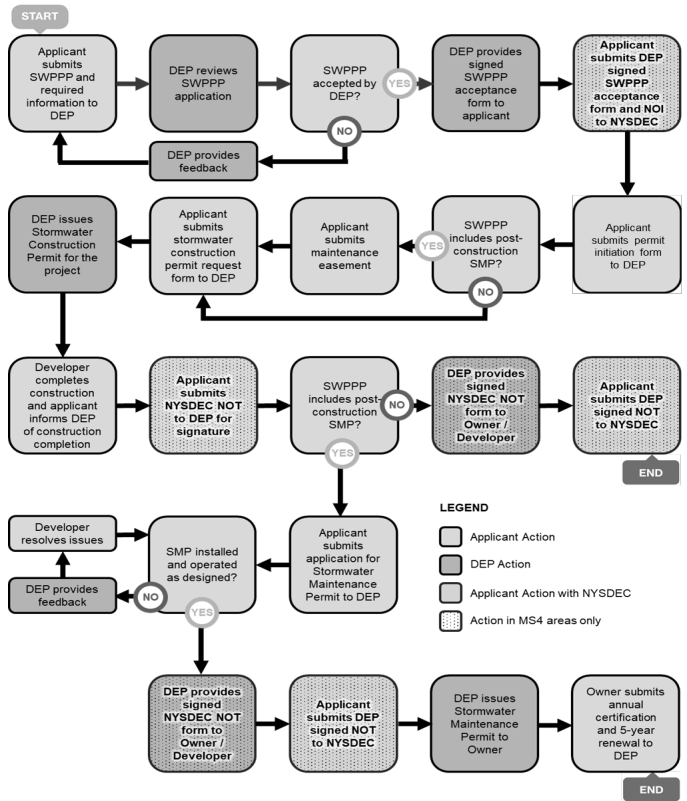 START
Applicant
submits
SWPPP and
required
information to
DEP
DEP reviews
SWPPP
application
SWPPP
accepted by
DEP?
YES
NO
DEP provides
feedback
DEP provides
signed
SWPPP
acceptance
form to
applicant
Applicant
submits DEP
signed
SWPPP
acceptance
form and NOI
to NYSDEC
Applicant
submits permit
initiation form
to DEP
SWPPP
includes post-
construction
SMP?
YES
NO
Applicant
submits
maintenance
easement
Applicant
submits
stormwater
construction
permit request
form to DEP
DEP issues
Stormwater
Construction
Permit for the
project
Developer
completes
construction
and applicant
informs DEP
of construction
completion
Applicant
submits
NYSDEC NOT
to DEP for
signature
SWPPP
includes post-
construction
SMP?
NO
YES
DEP provides
signed
NYSDEC NOT
form to
Owner /
Developer
Applicant
submits DEP
signed NOT
to NYSDEC
END
Applicant
submits
application for
Stormwater
Maintenance
Permit to DEP
SMP installed
and operated
as designed?
NO
YES
DEP provides
feedback
Developer
resolves issues
DEP provides
signed
NYSDEC NOT
form to
Owner /
Developer
Applicant
submits DEP
signed NOT
to NYSDEC
DEP issues
Stormwater
Maintenance
Permit to
Owner
Owner submits
annual
certification
and 5-year
renewal to
DEP
END
LEGEND
Applicant Action
DEP Action
Applicant Action with NYSDEC
Action in MS4 areas only